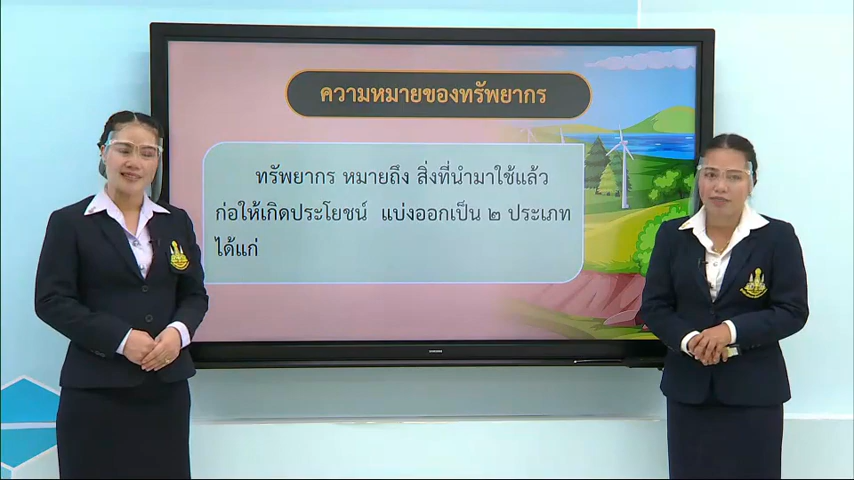 ความหมายของทรัพยากร
ทรัพยากร หมายถึง สิ่งที่นำมาใช้แล้ว
ก่อให้เกิดประโยชน์ แบ่งออกเป็น ๒ ประเภท
ได้แก่